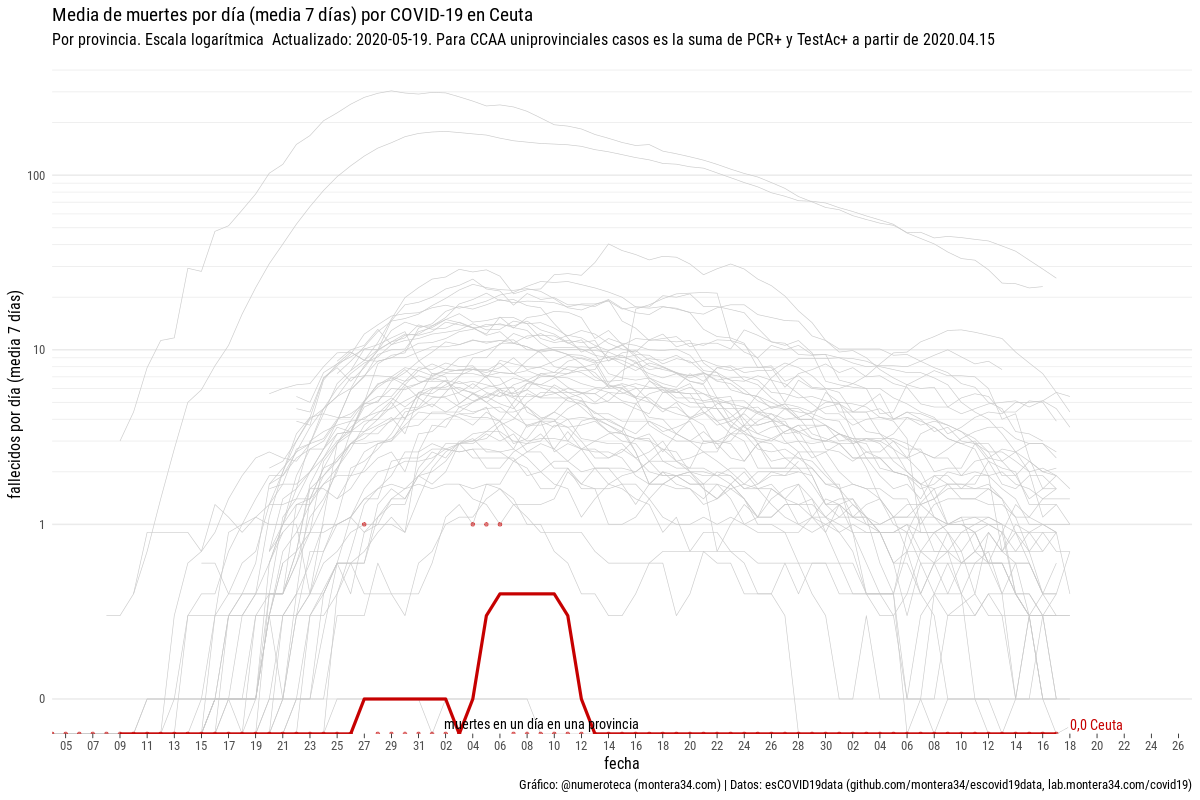 Media de muertes por día (media 7 días) por COVID-19 en Ceuta
Por provincia. Escala logarítmica  Actualizado: 2020-05-19. Para CCAA uniprovinciales casos es la suma de PCR+ y TestAc+ a partir de 2020.04.15
fallecidos por día (media 7 días)
100
10
1
0
muertes en un día en una provincia
0,0 Ceuta
05 07 09 11 13 15 17 19 21 23 25 27 29 31 02 04 06 08 10 12 14 16 18 20 22 24 26 28 30 02 04 06 08 10 12 14 16 18 20 22 24 26
fecha
Gráfico: @numeroteca (montera34.com) | Datos: esCOVID19data (github.com/montera34/escovid19data, lab.montera34.com/covid19)